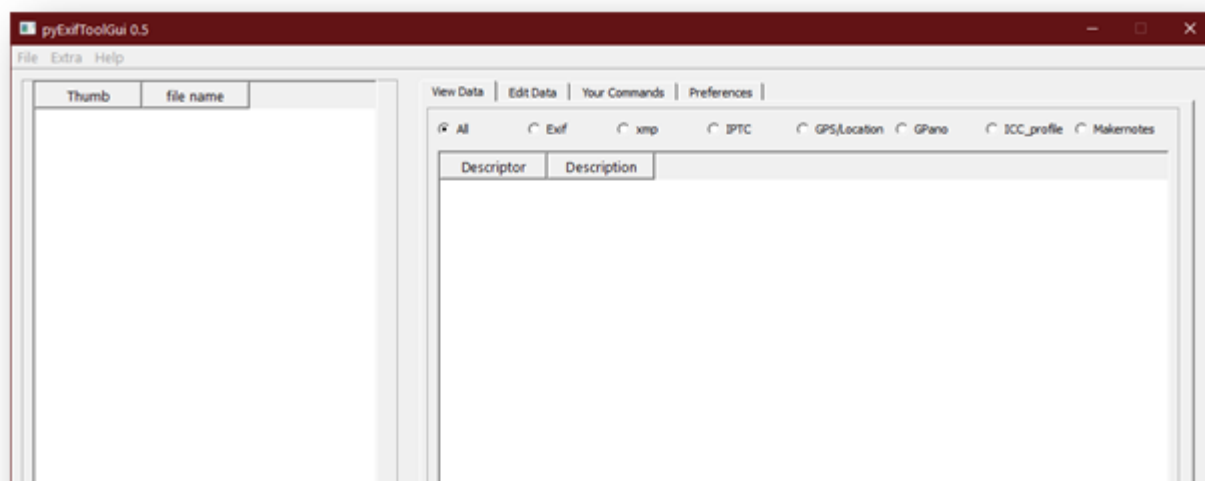 pyExifToolGui 0.5
File Extra Help
Thumb file name
View Data Edit Data Your Commands Preferences
All Exif xmp IPTC GPS/Location GPano ICC_profile Makernotes
Descriptor Description